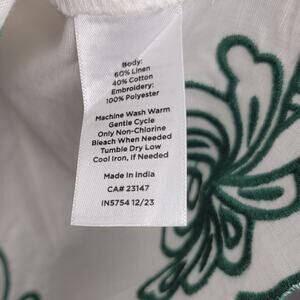 Body:
60% Linen
40% Cotton
Embroidery:
100% Polyester
Machine Wash Warm
Gentle Cycle
Only Non-Chlorine
Bleach When Needed
Tumble Dry Low
Cool Iron, If Needed
Made In India
CA# 23147
IN5754 12/23